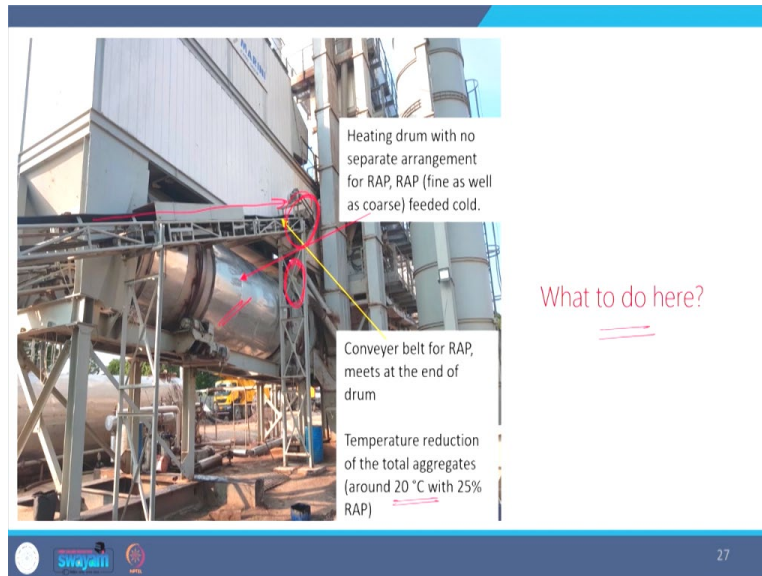 MARINI
Heating drum with no
separate arrangement
for RAP, RAP (fine as well
as coarse) feeded cold.
What to do here?
Conveyer belt for RAP,
meets at the end of
drum
Temperature reduction
of the total aggregates
(around 20 °C with 25%
RAP)
swayam
27